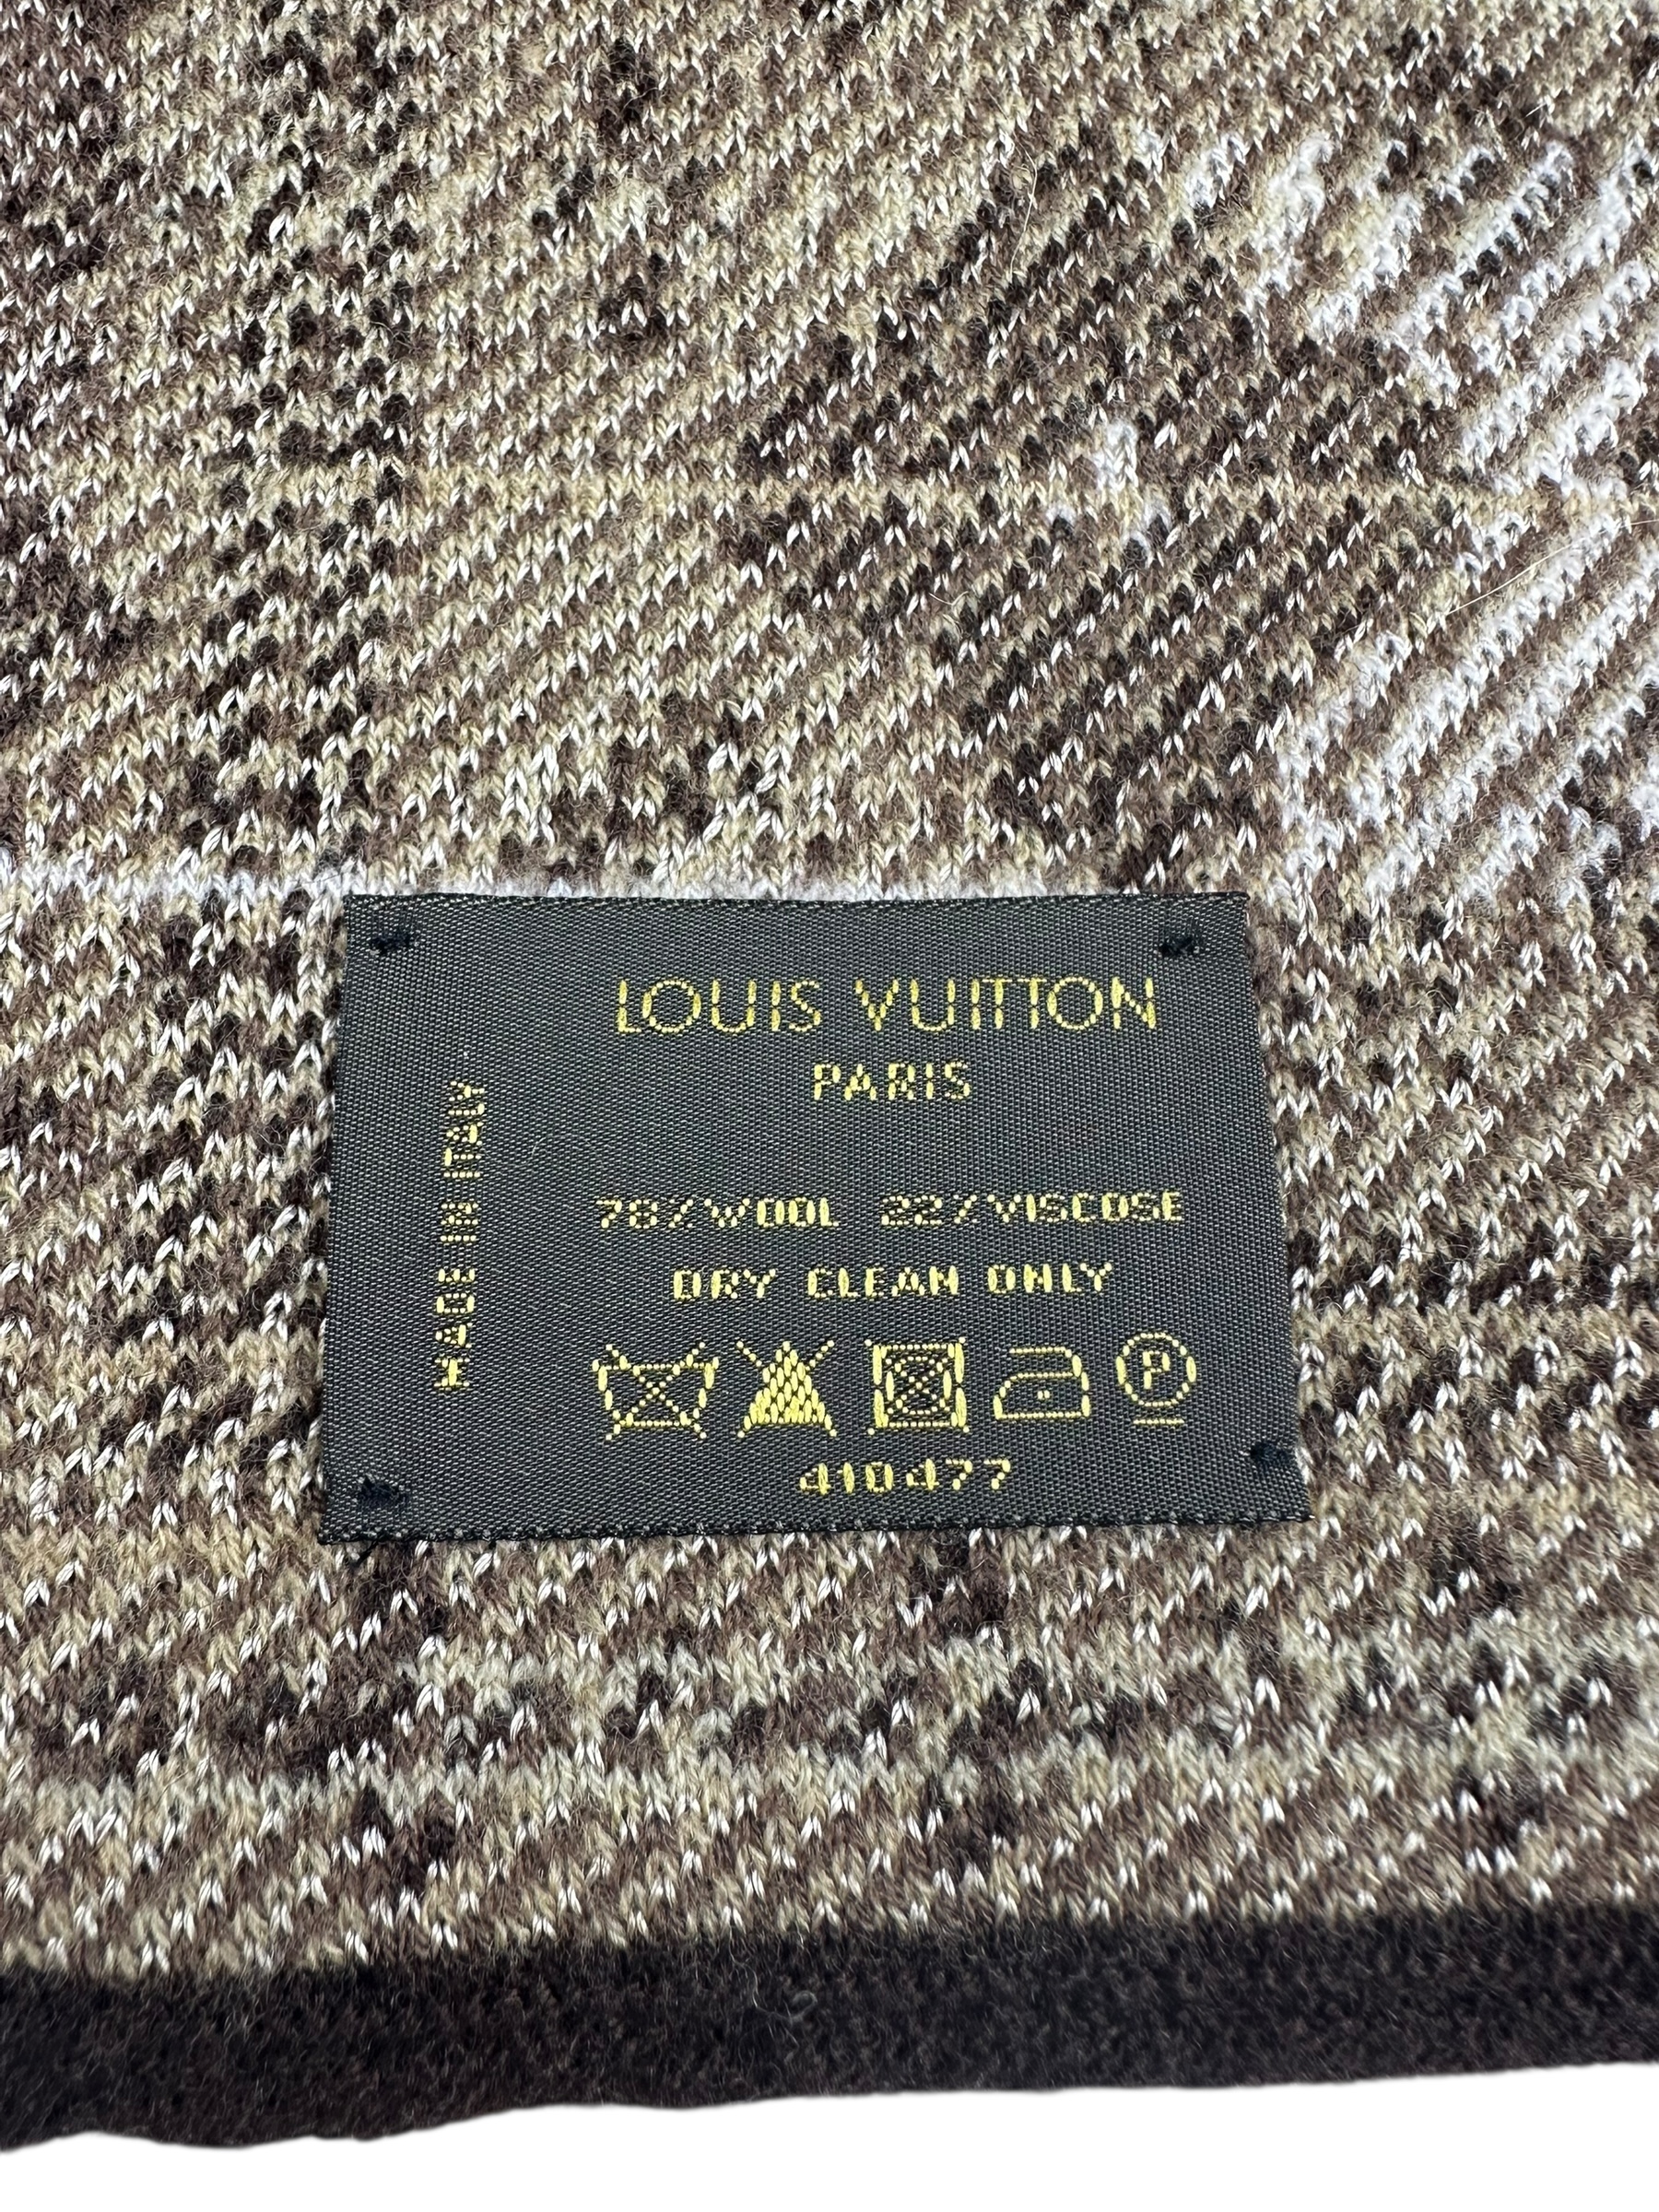 LOUIS VUITTON
PARIS
MADE IN ITALY
78%WOOL 22%VISCOSE
DRY CLEAN ONLY
P
410477